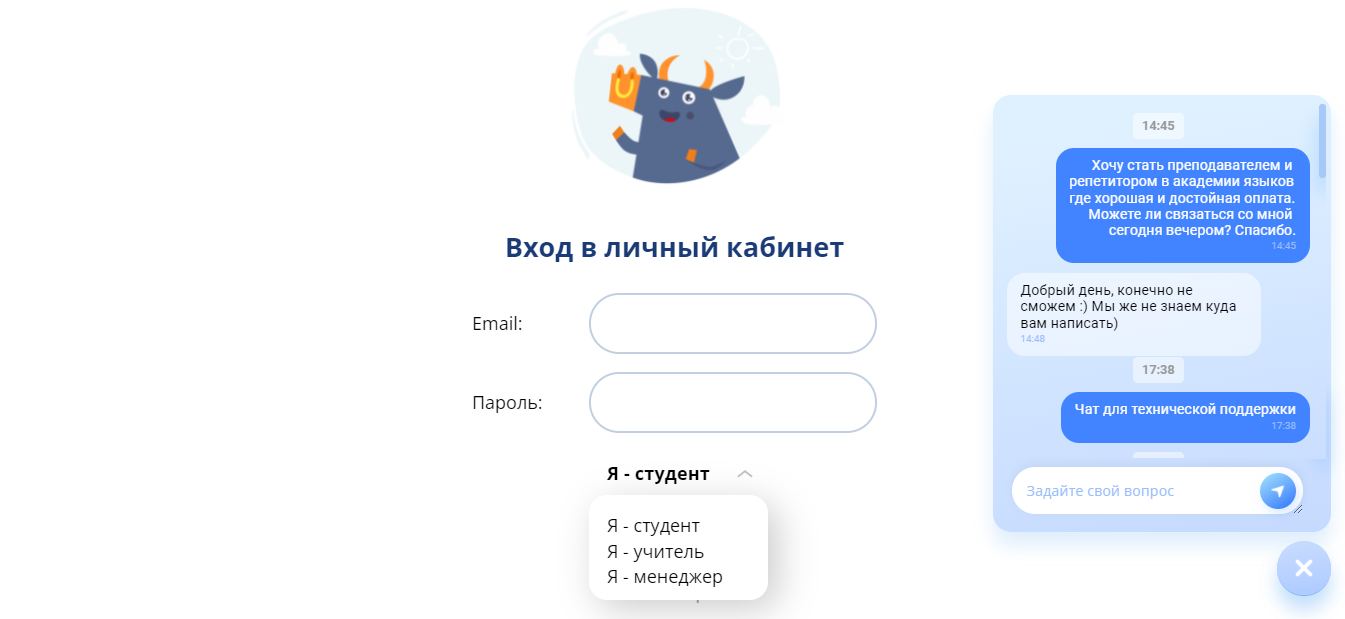 Вход в личный кабинет
Email:
Пароль:
Я - студент
Я - студент
Я - учитель
Я - менеджер
14:45
Хочу стать преподавателем и
репетитором в академии языков
где хорошая и достойная оплата.
Можете ли связаться со мной
сегодня вечером? Спасибо.
14:45
Добрый день, конечно не
сможем :) Мы же не знаем куда
вам написать)
14:48
17:38
Чат для технической поддержки
17:38
Задайте свой вопрос